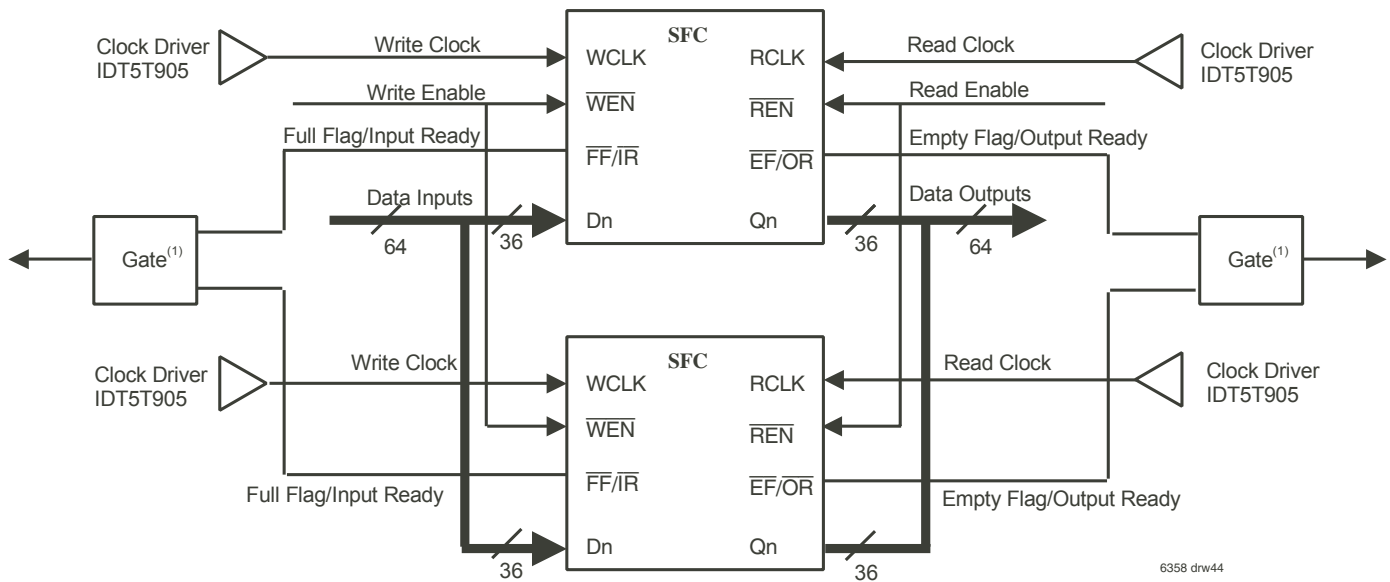 SFC
Clock Driver
IDT5T905
Write Clock
WCLK
RCLK
Read Clock
Clock Driver
IDT5T905
Write Enable
WEN
REN
Read Enable
Full Flag/Input Ready
FF/IR
EF/OR
Empty Flag/Output Ready
Data Inputs
64
36
Dn
Qn
Data Outputs
36
64
Gate(1)
Gate(1)
SFC
Clock Driver
IDT5T905
Write Clock
WCLK
RCLK
Read Clock
Clock Driver
IDT5T905
WEN
REN
Full Flag/Input Ready
FF/IR
EF/OR
Empty Flag/Output Ready
36
Dn
Qn
36
6358 drw44